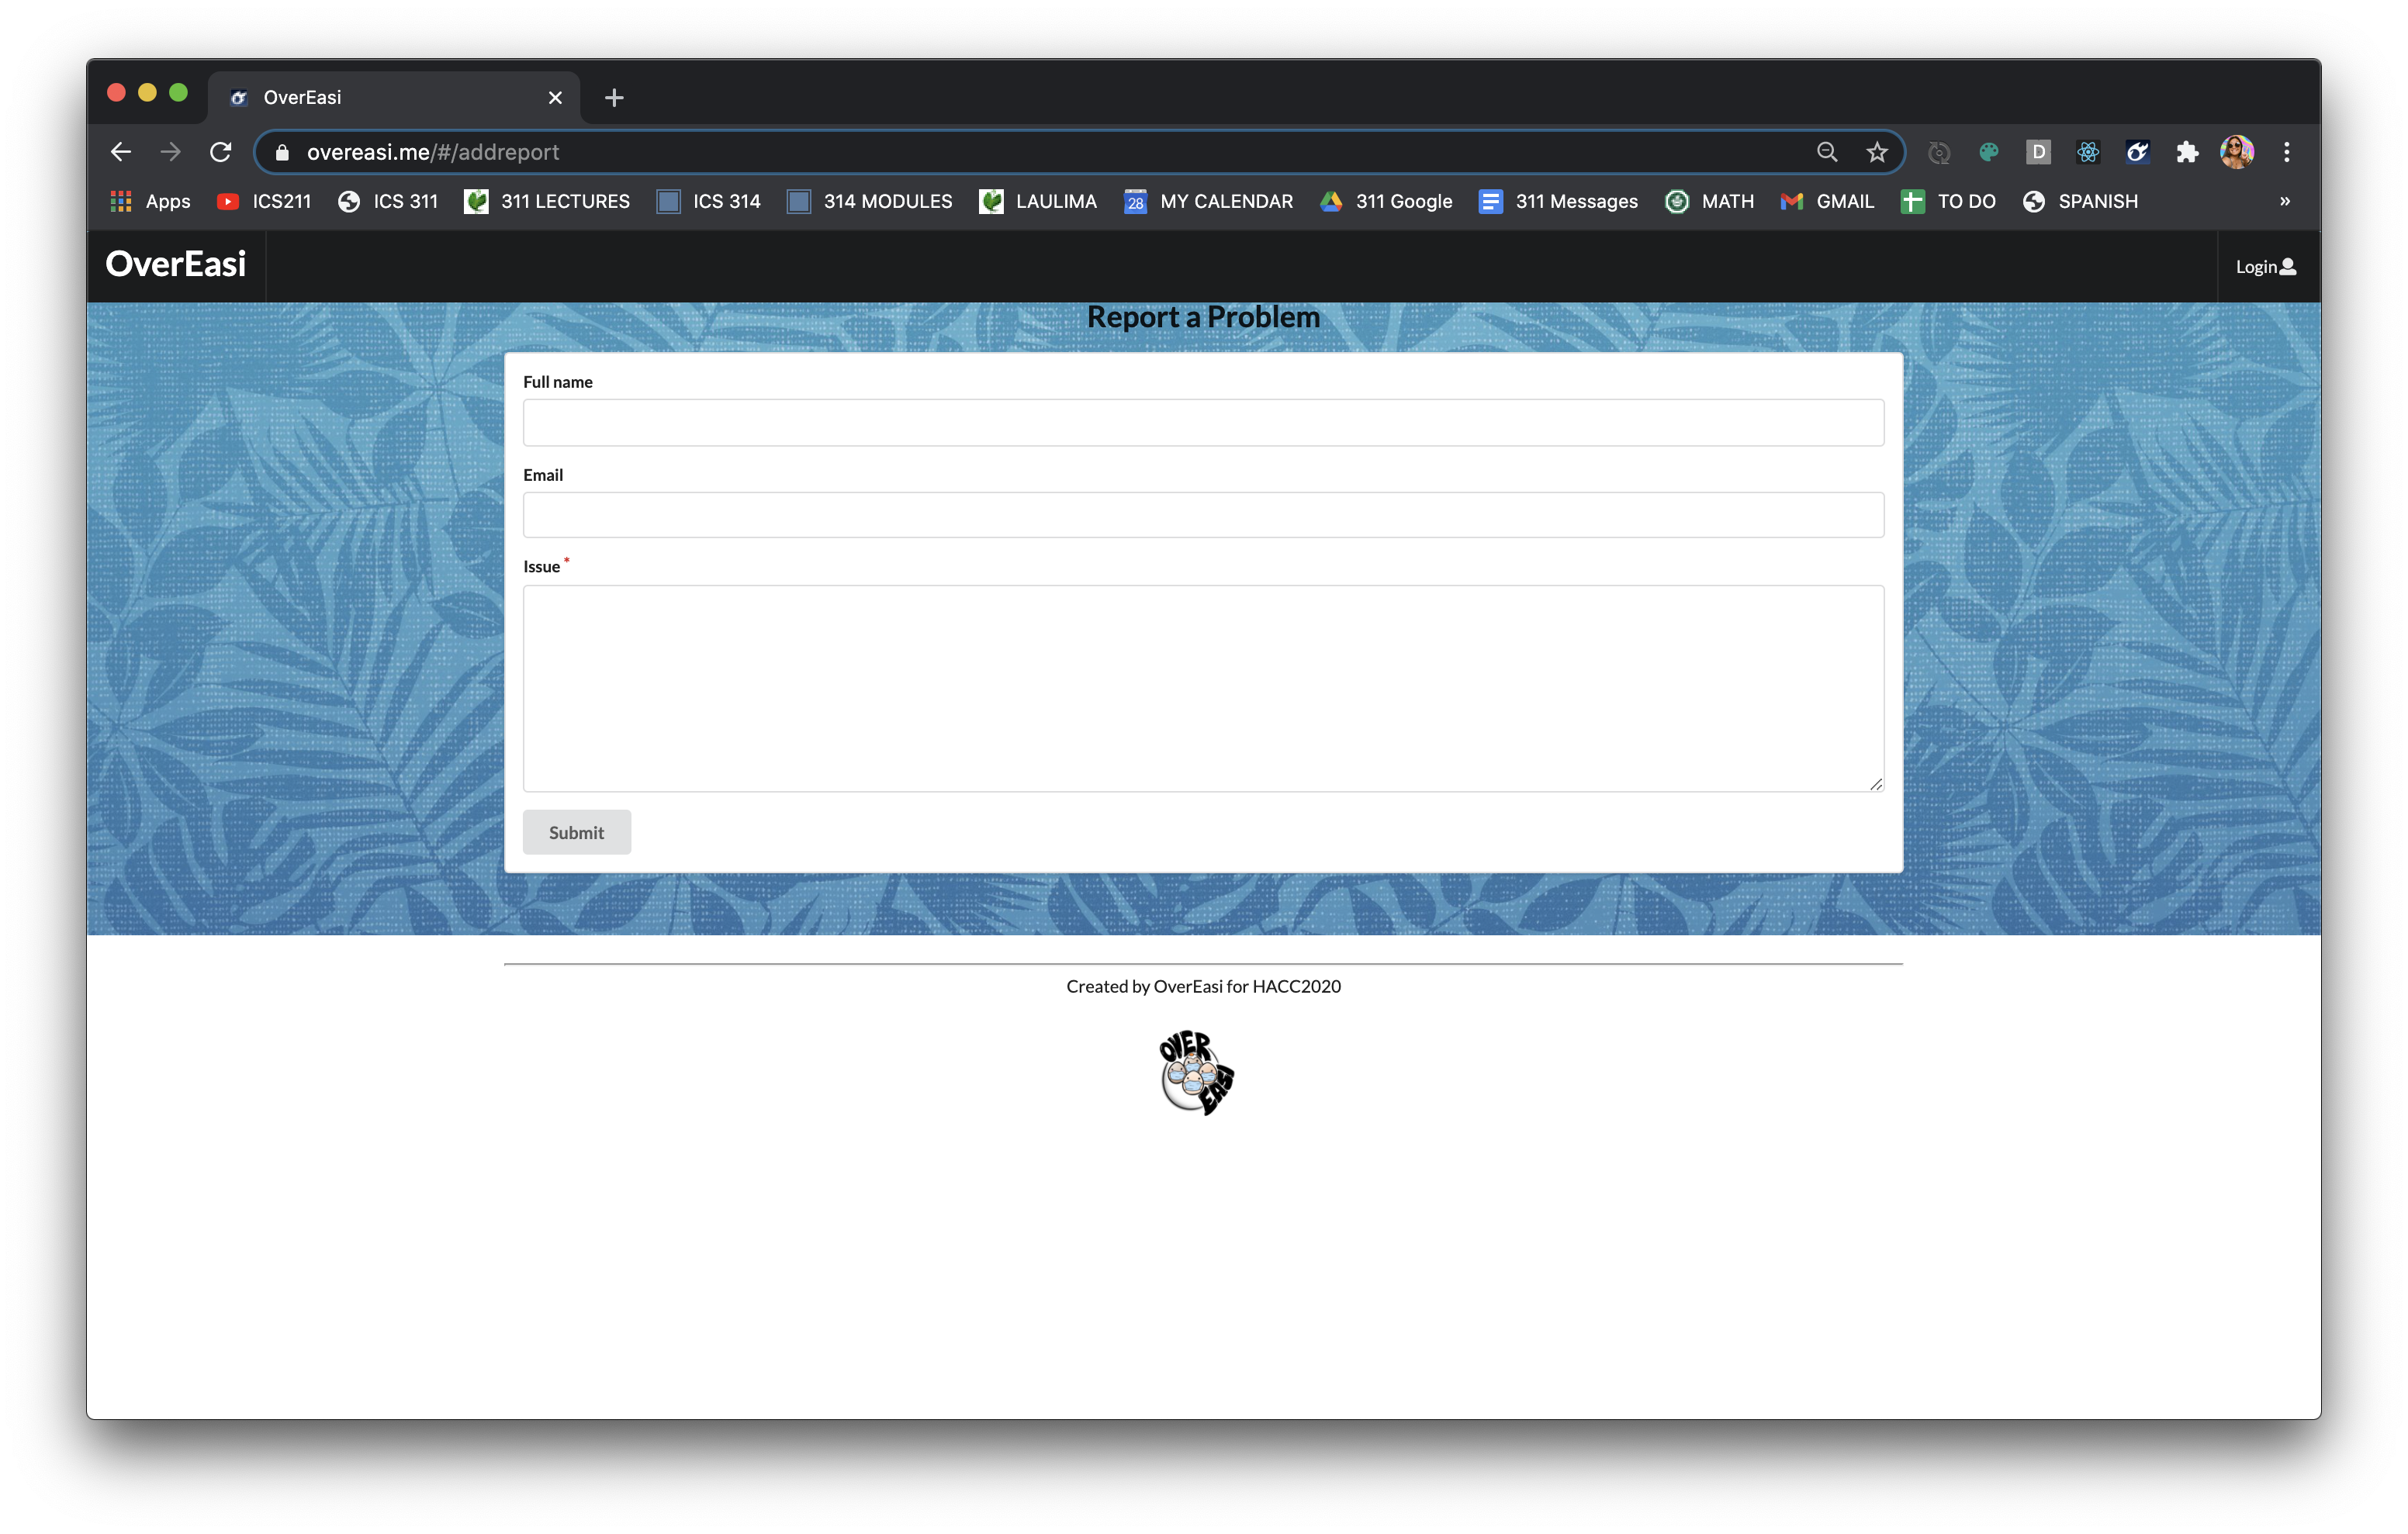 OverEasi
overeasi.me/#/addreport
D
Apps ICS211 ICS 311 311 LECTURES ICS 314 314 MODULES LAULIMA 28 MY CALENDAR 311 Google 311 Messages MATH GMAIL TO DO SPANISH »
OverEasi Login
Report a Problem
Full name
Email
Issue *
Submit
Created by OverEasi for HACC2020
OVER
EASI